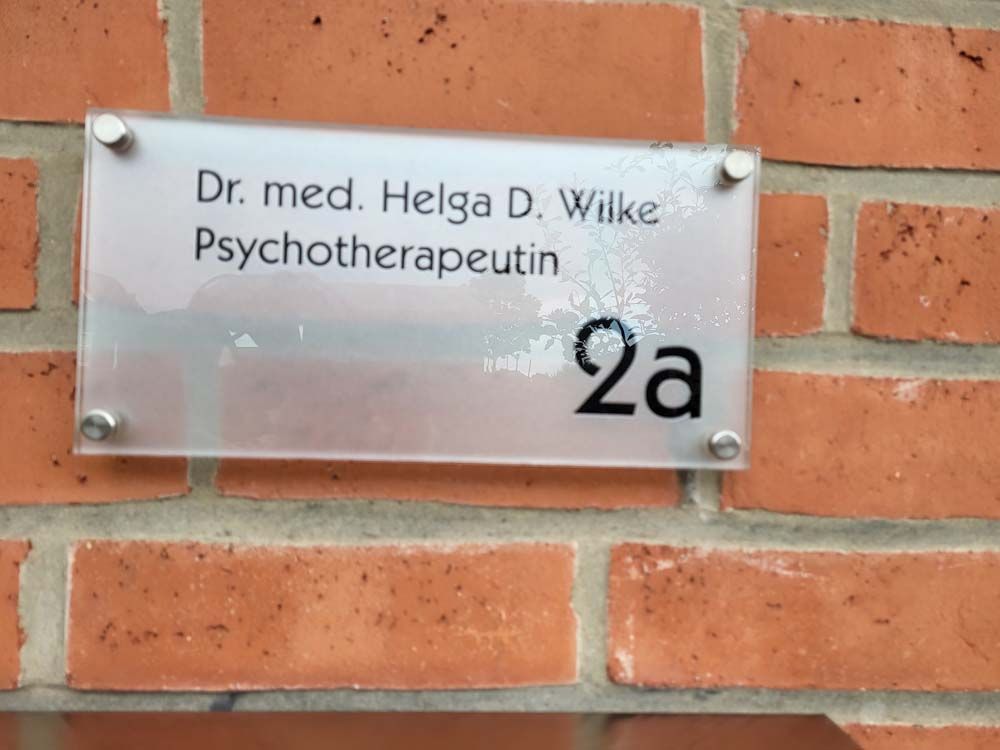 Dr. med. Helga D. Wilke
Psychotherapeutin
2a